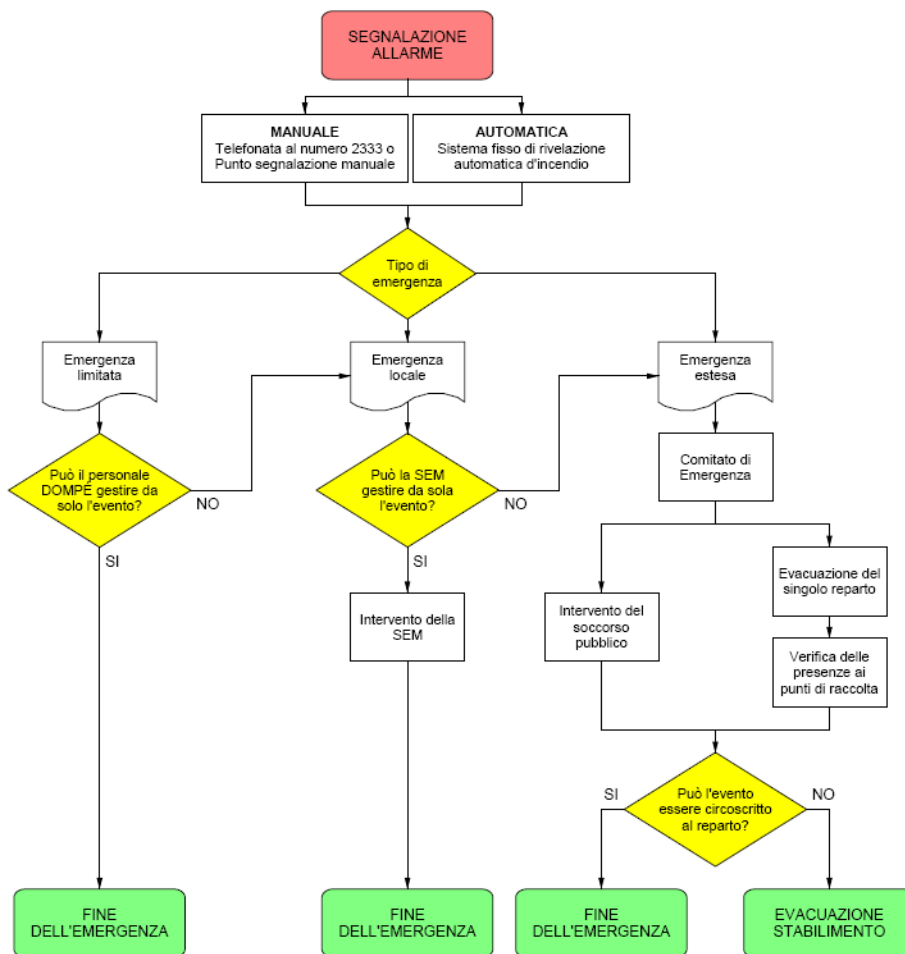 SEGNALAZIONE
ALLARME
MANUALE
Telefonata al numero 2333 o
Punto segnalazione manuale
AUTOMATICA
Sistema fisso di rivelazione
automatica d'incendio
Tipo di
emergenza
Emergenza
limitata
Emergenza
locale
Emergenza
estesa
Può il personale
DOMPÉ gestire da
solo l'evento?
NO
SI
Può la SEM
gestire da sola
l'evento?
NO
SI
Comitato di
Emergenza
Intervento della
SEM
Intervento del
soccorso
pubblico
Evacuazione del
singolo reparto
Verifica delle
presenze ai
punti di raccolta
Può l'evento
essere circoscritto
al reparto?
SI
NO
FINE
DELL'EMERGENZA
FINE
DELL'EMERGENZA
FINE
DELL'EMERGENZA
EVACUAZIONE
STABILIMENTO